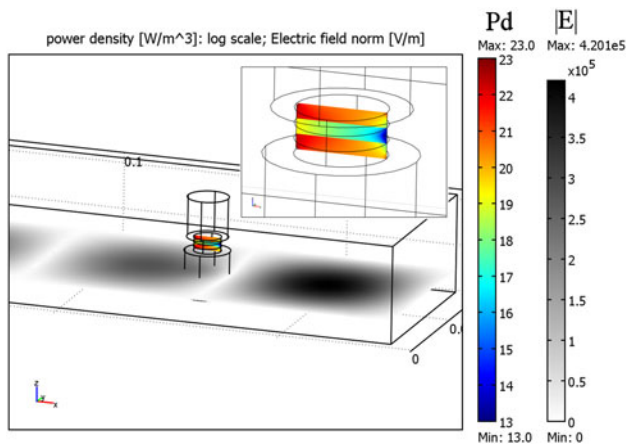 power density [W/m^3]: log scale; Electric field norm [V/m]
Pd
Max: 23.0
23
22
21
20
19
18
17
16
15
14
13
Min: 13.0
|E|
Max: 4.201e5
×10⁵
4
3.5
3
2.5
2
1.5
1
0.5
0
Min: 0
0.1
0
z
x